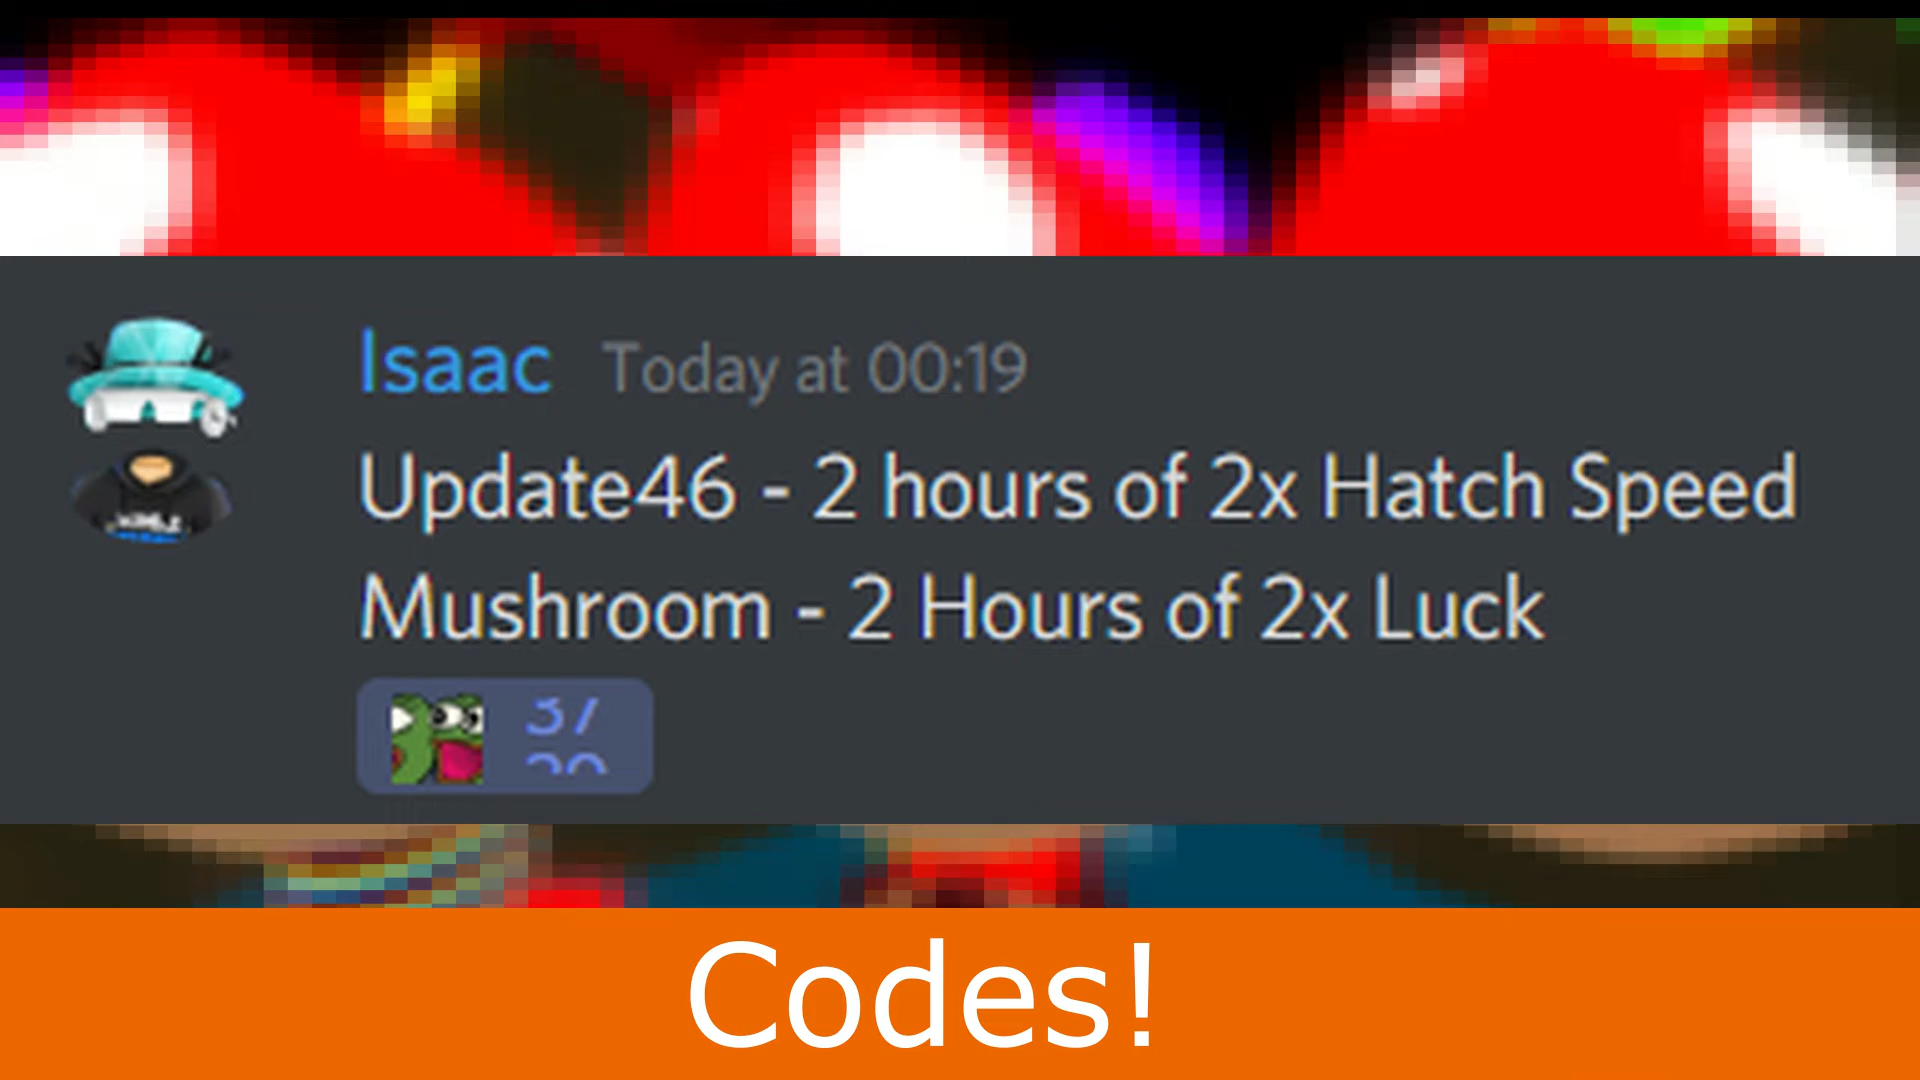 Isaac Today at 00:19
Update46 - 2 hours of 2x Hatch Speed
Mushroom - 2 Hours of 2x Luck
Codes!